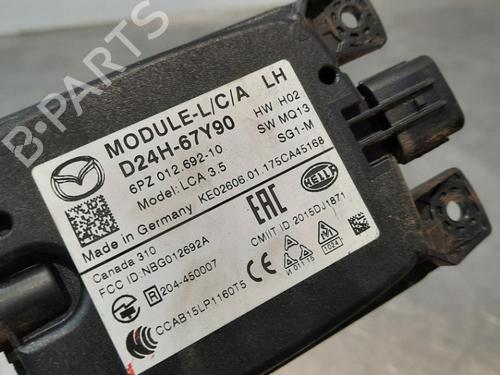 MODULE-L/C/A LH
D24H-67Y90
HW H02
6PZ 012.692-10
SW MQ13
Model: LCA 3.5
SG1-M
Made in Germany KE02606.01.175CA45168
HELLA
EAC
Canada 310
FCC ID: NBG012692A
CMIIT ID:2015DJ1871
R 204-450007
CE
CCAB15LP1160T5
B-PARTS